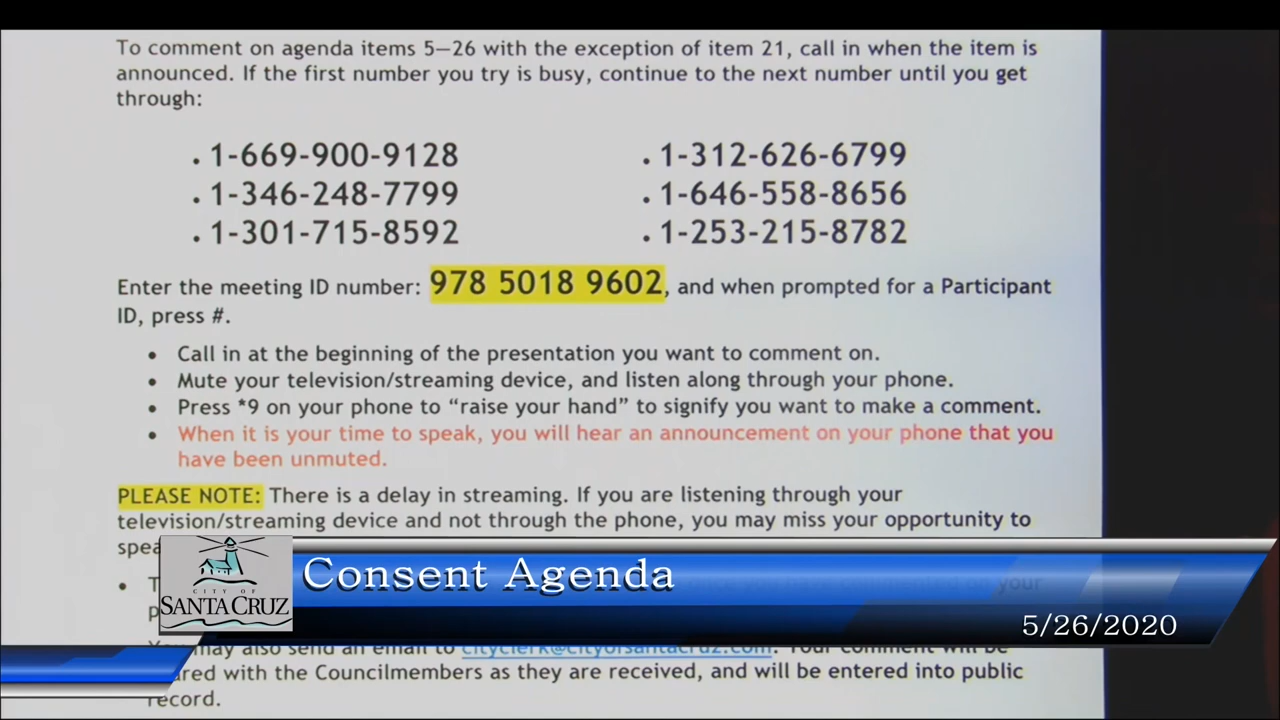 To comment on agenda items 5–26 with the exception of item 21, call in when the item is
announced. If the first number you try is busy, continue to the next number until you get
through:
• 1-669-900-9128
• 1-346-248-7799
• 1-301-715-8592
• 1-312-626-6799
• 1-646-558-8656
• 1-253-215-8782
Enter the meeting ID number: 978 5018 9602, and when prompted for a Participant
ID, press #.
• Call in at the beginning of the presentation you want to comment on.
• Mute your television/streaming device, and listen along through your phone.
• Press *9 on your phone to “raise your hand” to signify you want to make a comment.
• When it is your time to speak, you will hear an announcement on your phone that you
have been unmuted.
PLEASE NOTE: There is a delay in streaming. If you are listening through your
television/streaming device and not through the phone, you may miss your opportunity to
CITY OF
SANTA CRUZ
Consent Agenda
5/26/2020
may also send an email to cityclerk@cityofsantacruz.com. Your comment will be
with the Councilmembers as they are received, and will be entered into public
record.